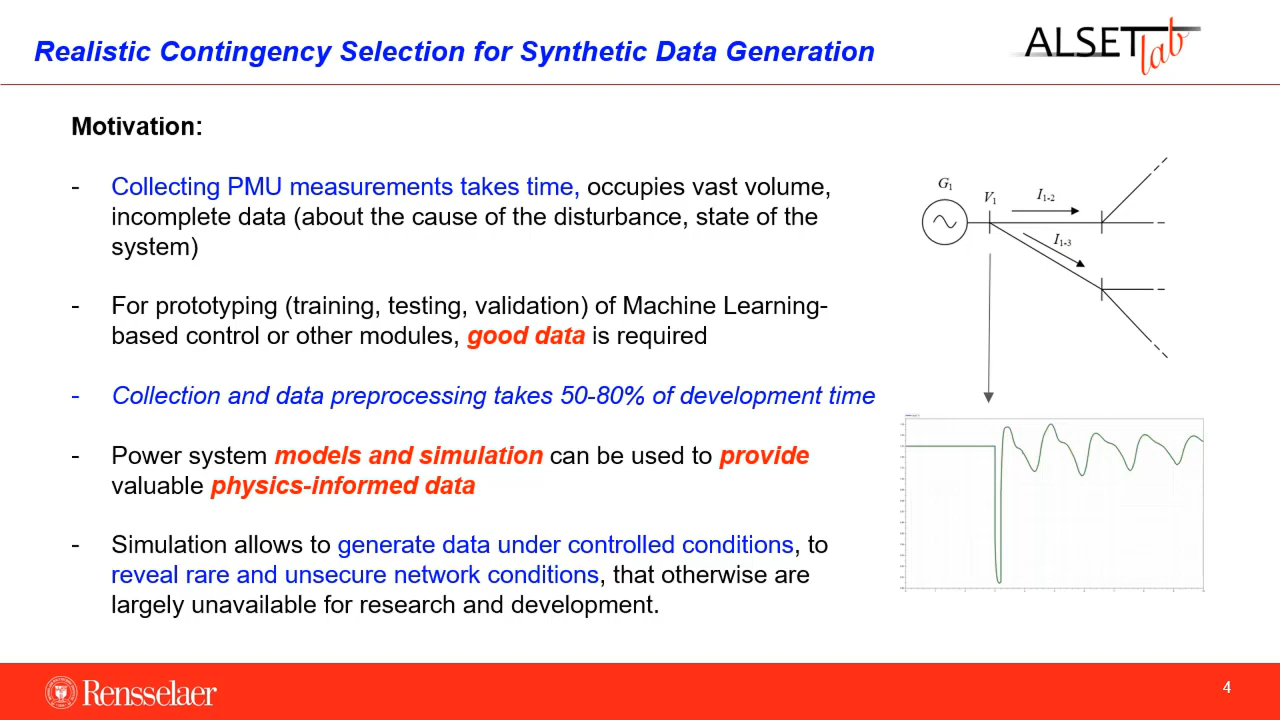 Realistic Contingency Selection for Synthetic Data Generation
ALSETLab
Motivation:
- Collecting PMU measurements takes time, occupies vast volume,
incomplete data (about the cause of the disturbance, state of the
system)
- For prototyping (training, testing, validation) of Machine Learning-
based control or other modules, good data is required
- Collection and data preprocessing takes 50-80% of development time
- Power system models and simulation can be used to provide
valuable physics-informed data
- Simulation allows to generate data under controlled conditions, to
reveal rare and unsecure network conditions, that otherwise are
largely unavailable for research and development.
G1
V1
I1-2
I1-3
Rensselaer
4